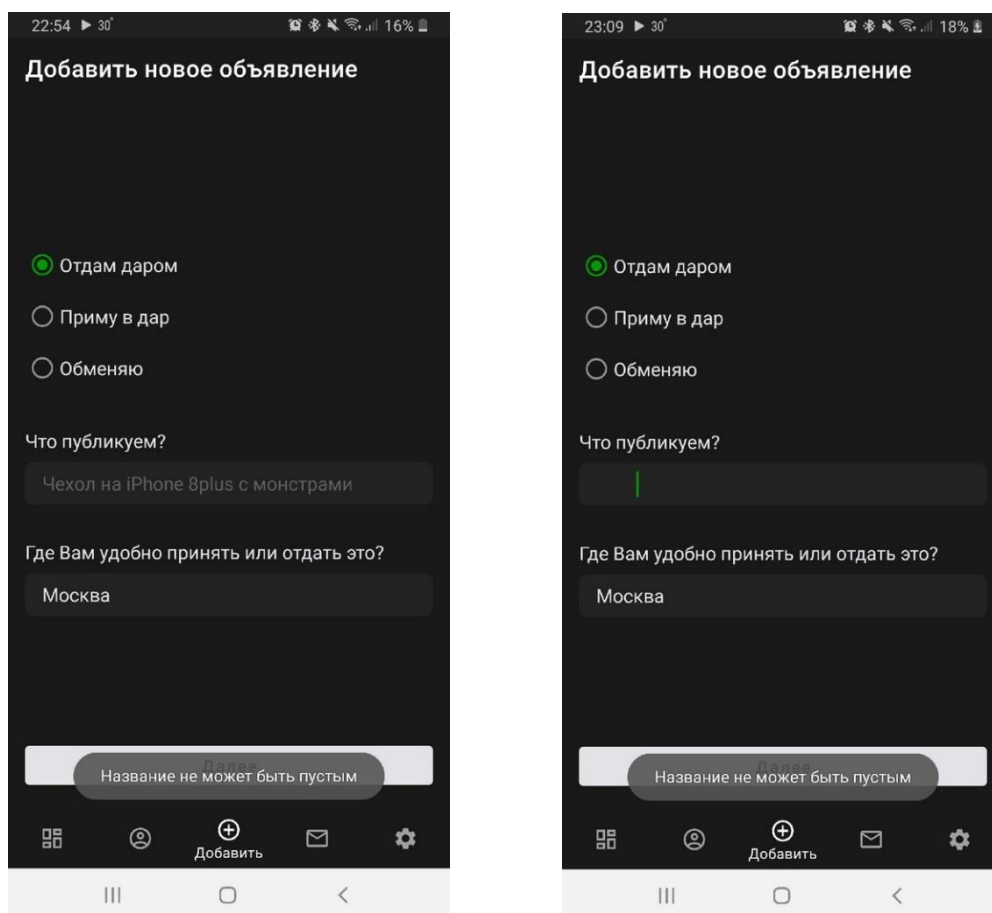 22:54 30° 16%
Добавить новое объявление
Отдам даром
Приму в дар
Обменяю
Что публикуем?
Чехол на iPhone 8plus с монстрами
Где Вам удобно принять или отдать это?
Москва
Далее
Название не может быть пустым
Добавить
23:09 30° 18%
Добавить новое объявление
Отдам даром
Приму в дар
Обменяю
Что публикуем?
Где Вам удобно принять или отдать это?
Москва
Далее
Название не может быть пустым
Добавить